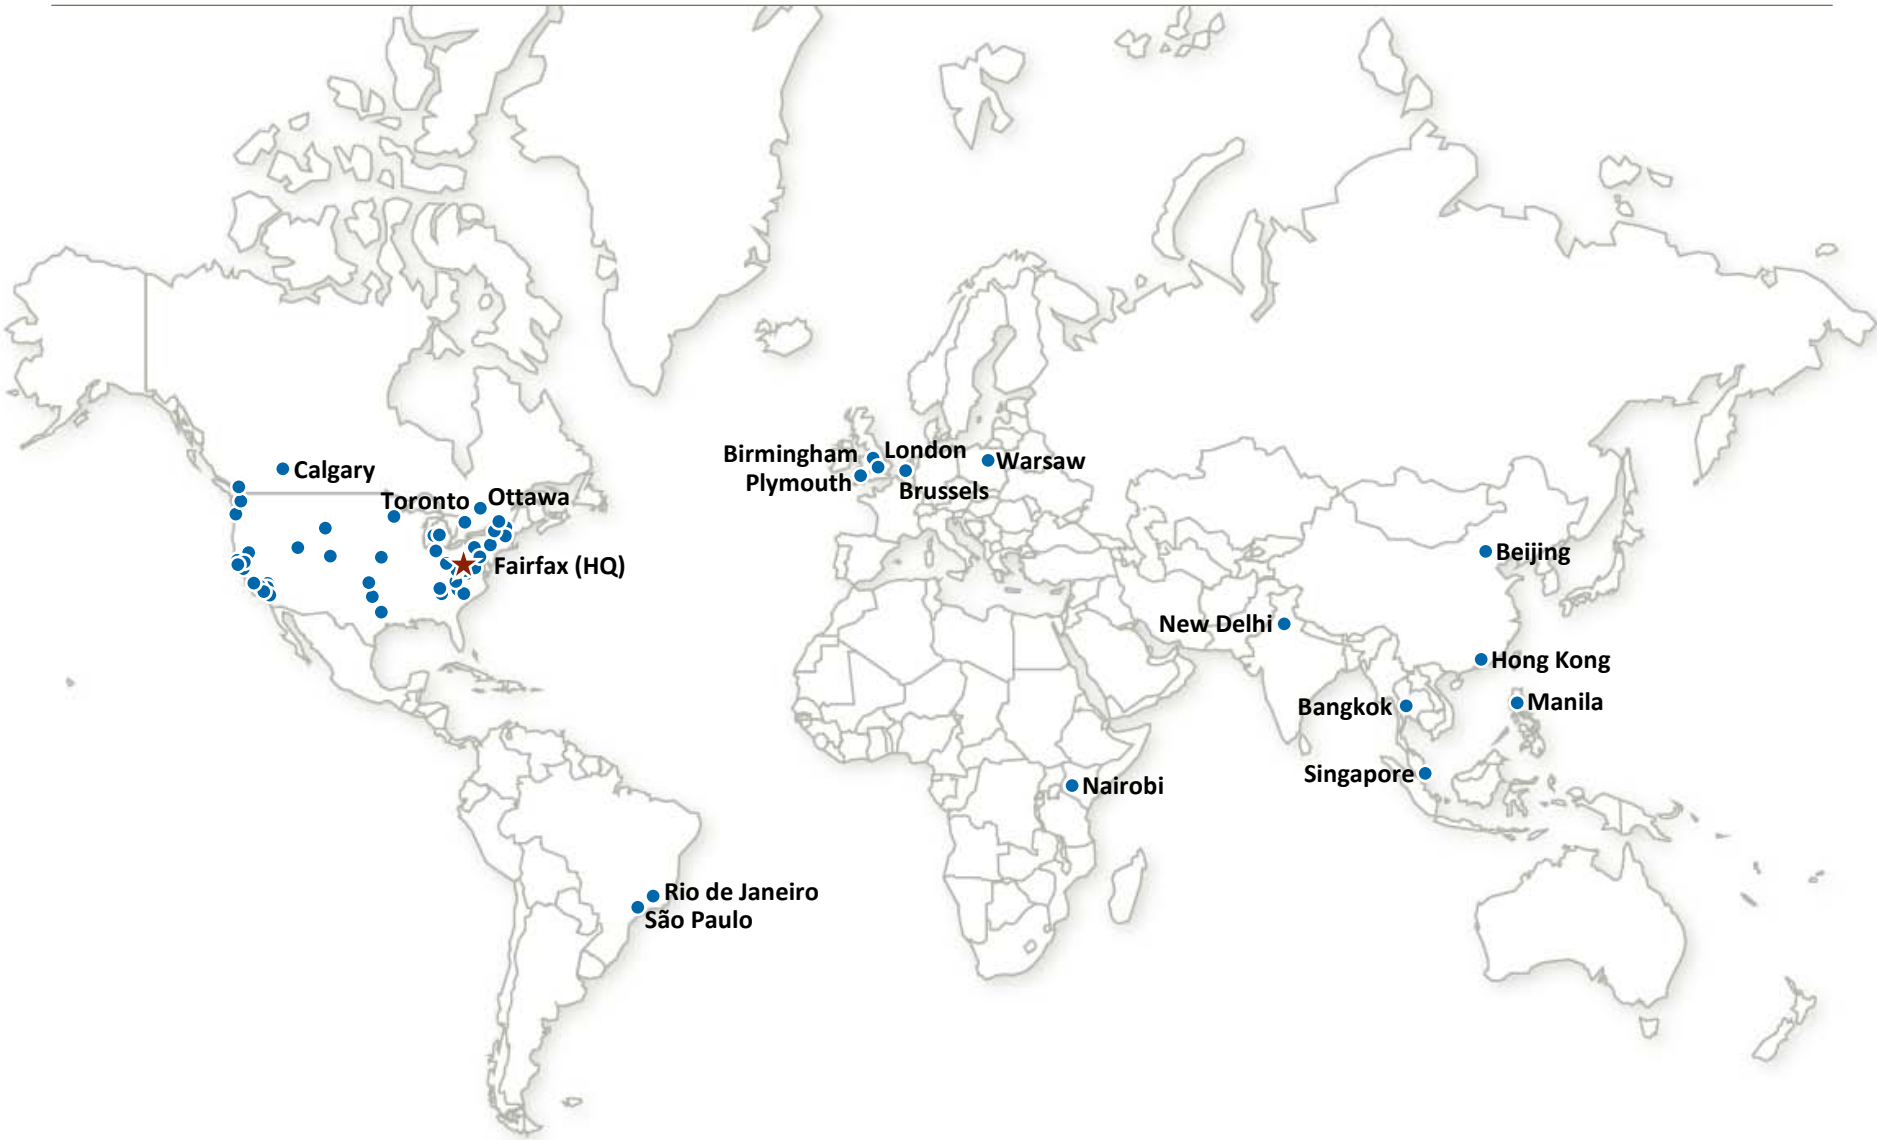 Birmingham
London
Warsaw
Calgary
Plymouth
Brussels
Toronto
Ottawa
Beijing
Fairfax (HQ)
New Delhi
Hong Kong
Manila
Bangkok
Singapore
Nairobi
Rio de Janeiro
São Paulo